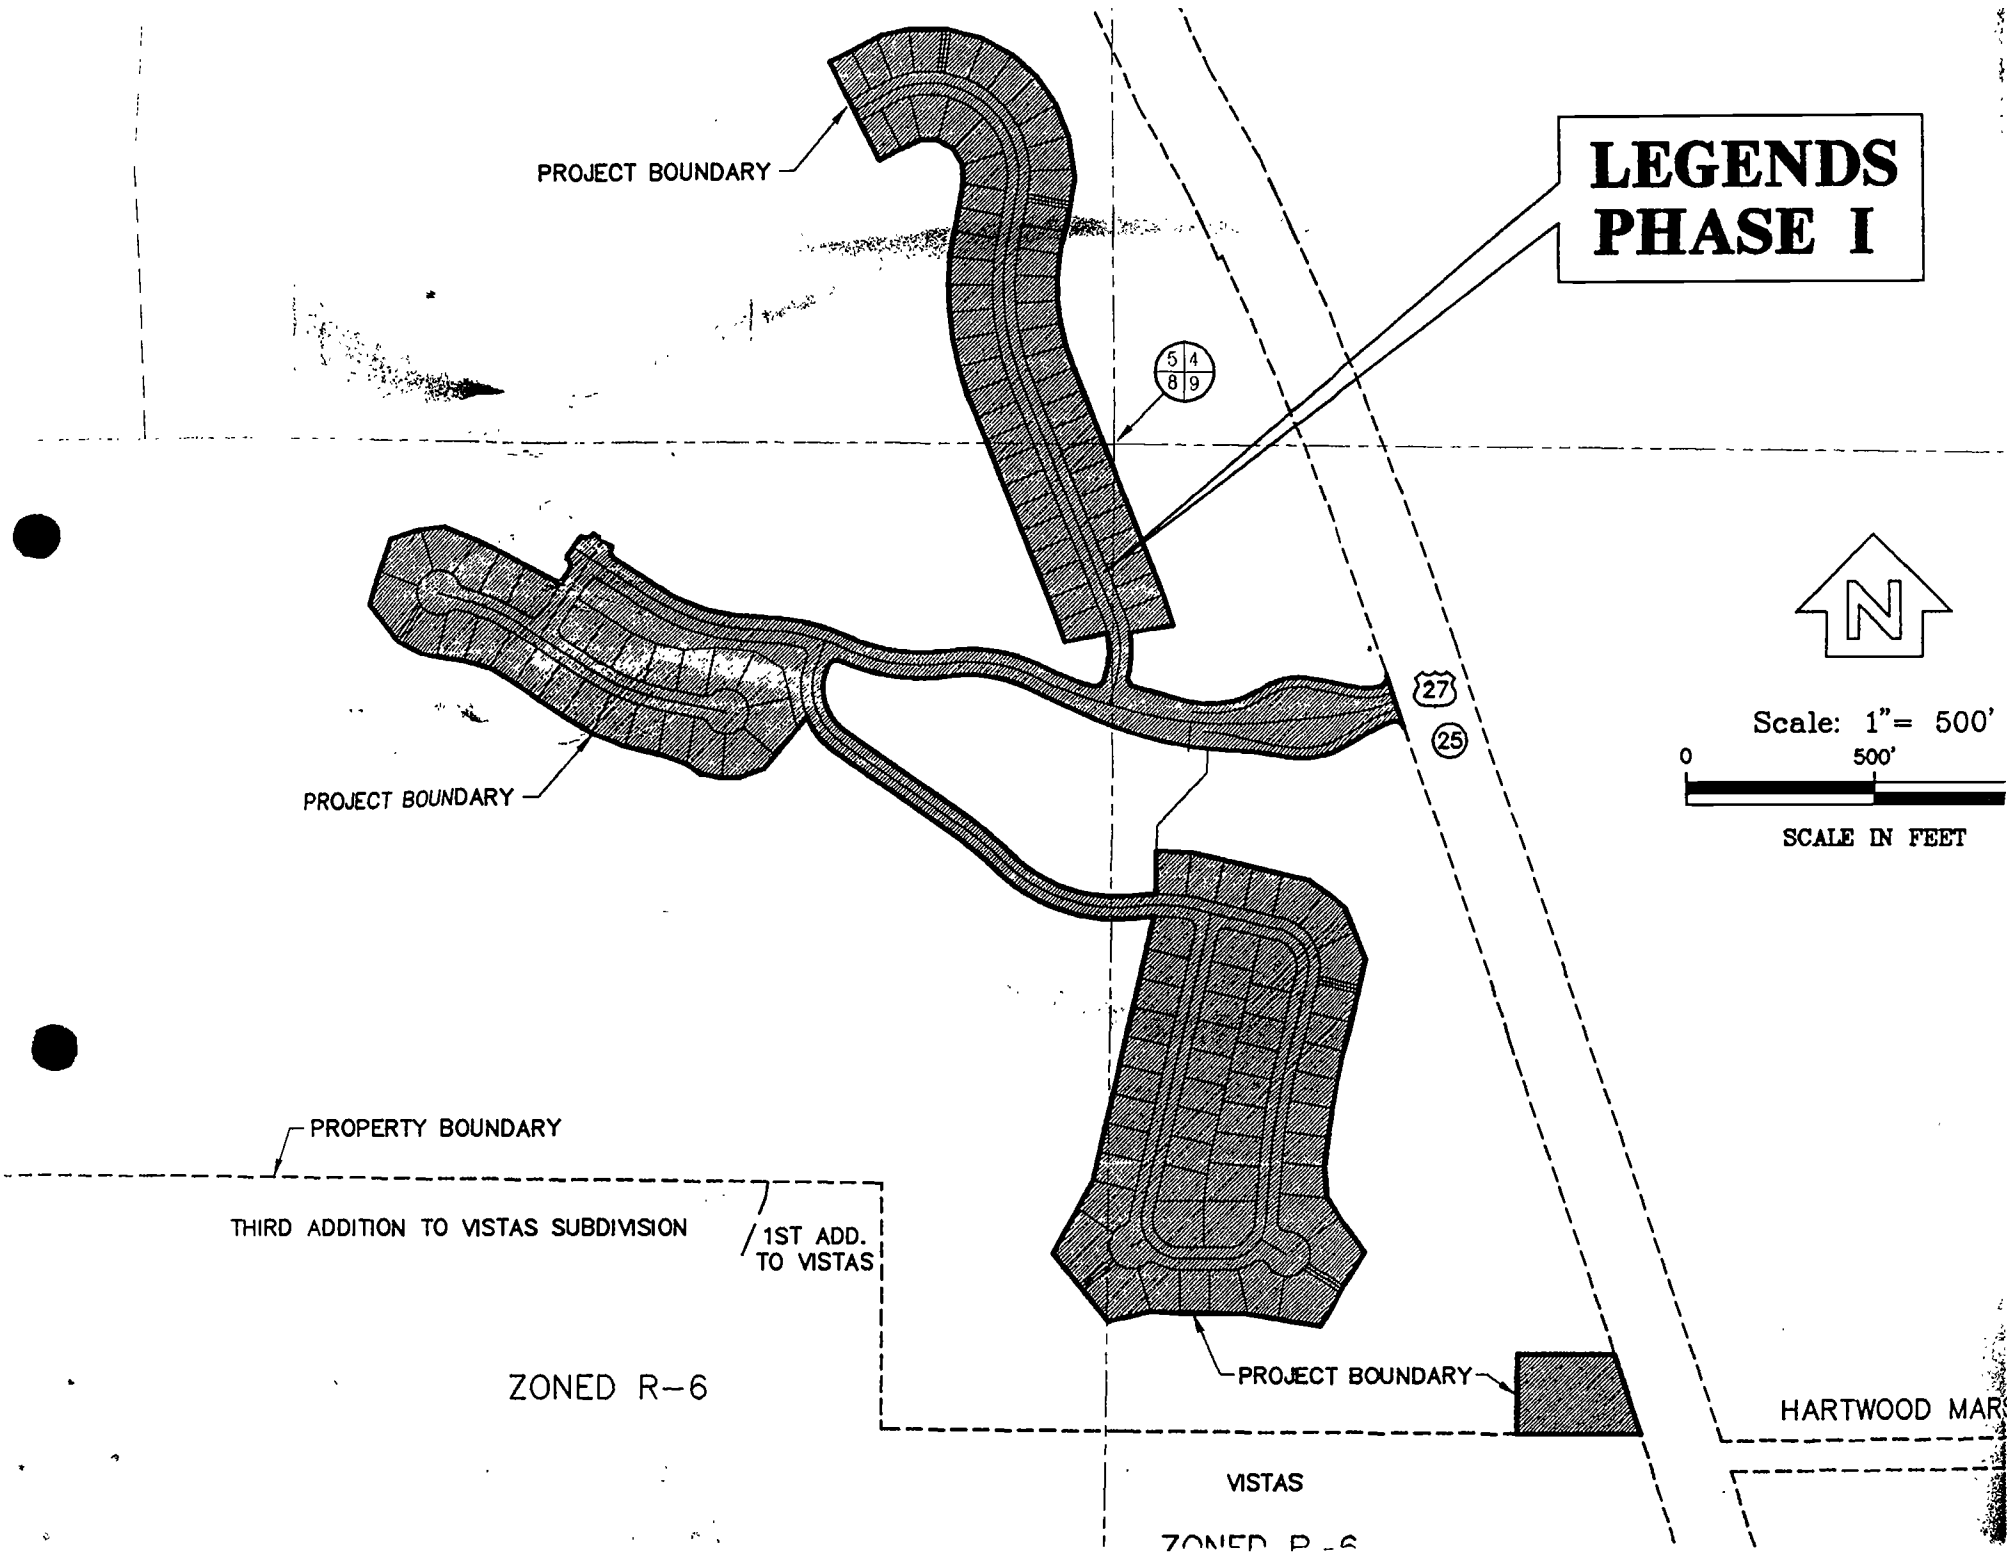 PROJECT BOUNDARY
LEGENDS
PHASE I
5 4
8 9
N
27
25
Scale: 1"= 500'
0 500'
SCALE IN FEET
PROJECT BOUNDARY
PROPERTY BOUNDARY
THIRD ADDITION TO VISTAS SUBDIVISION
1ST ADD.
TO VISTAS
ZONED R-6
PROJECT BOUNDARY
HARTWOOD MAR
VISTAS
ZONED R-6